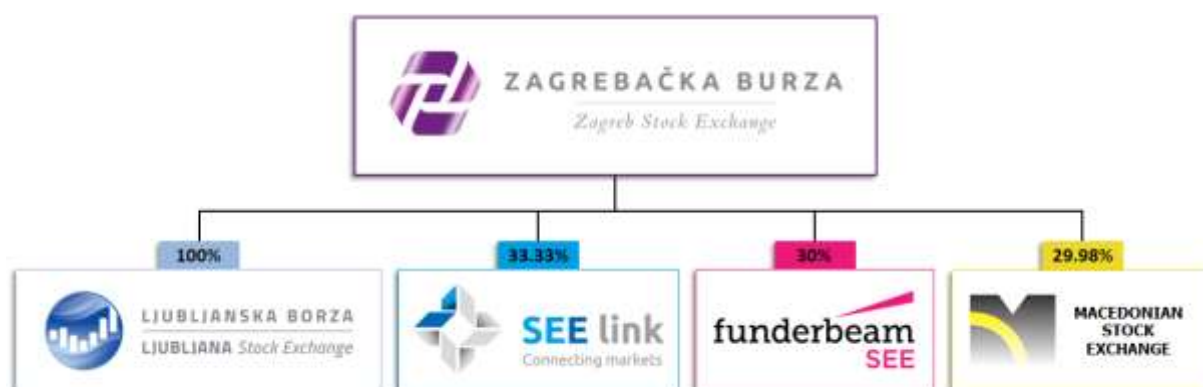 ZAGREBAČKA BURZA
Zagreb Stock Exchange
100%
33.33%
30%
29.98%
LJUBLJANSKA BORZA
LJUBLJANA Stock Exchange
SEE link
Connecting markets
funderbeam
SEE
MACEDONIAN
STOCK
EXCHANGE